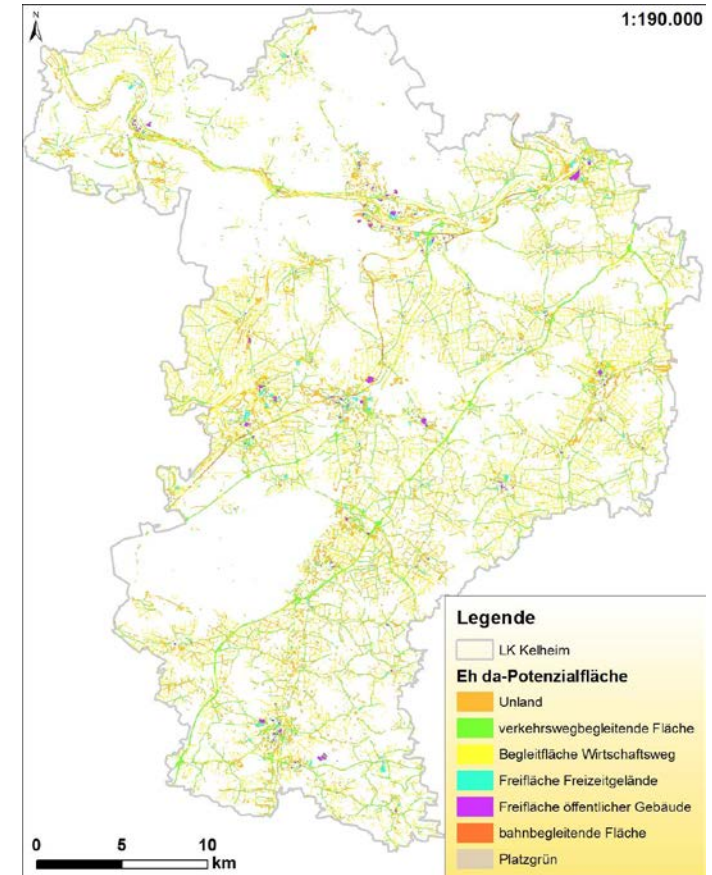 N
1:190.000
Legende
LK Kelheim
Eh da-Potenzialfläche
Unland
verkehrswegbegleitende Fläche
Begleitfläche Wirtschaftsweg
Freifläche Freizeitgelände
Freifläche öffentlicher Gebäude
bahnbegleitende Fläche
Platzgrün
0 5 10
km